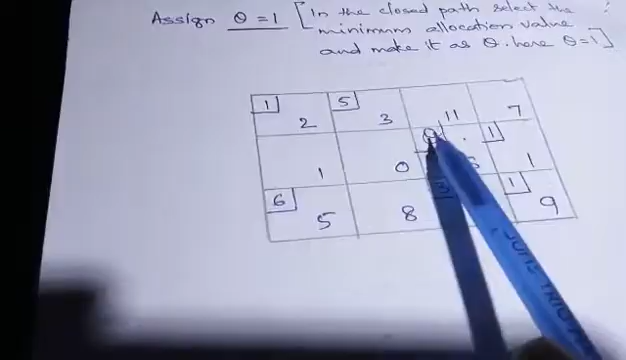 Assign θ = 1 [In the closed path select the
minimum allocation value
and make it as θ. here θ=1]
1 2 5 3 11 7
1 0 θ 1 1
6 5 8 1 9